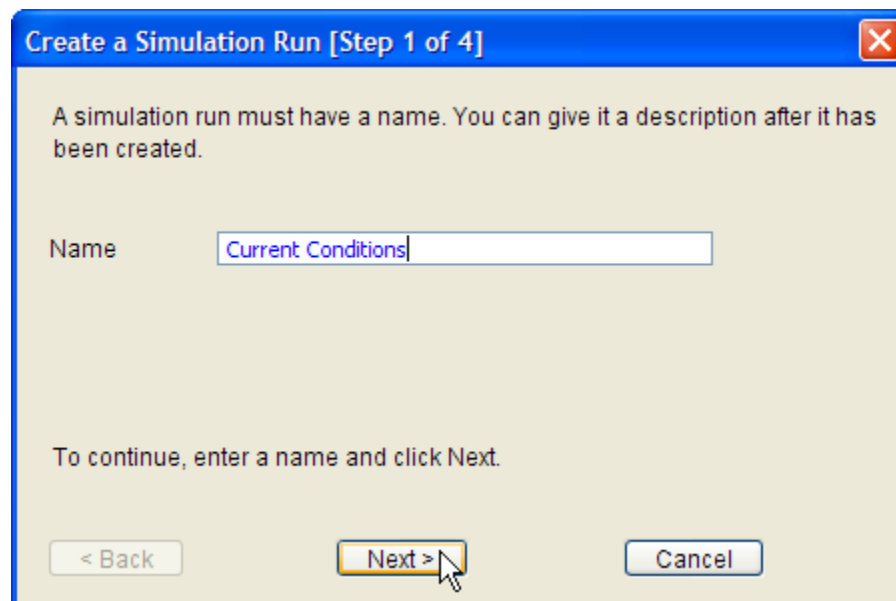 Create a Simulation Run [Step 1 of 4]
A simulation run must have a name. You can give it a description after it has
been created.
Name
Current Conditions
To continue, enter a name and click Next.
< Back
Next >
Cancel